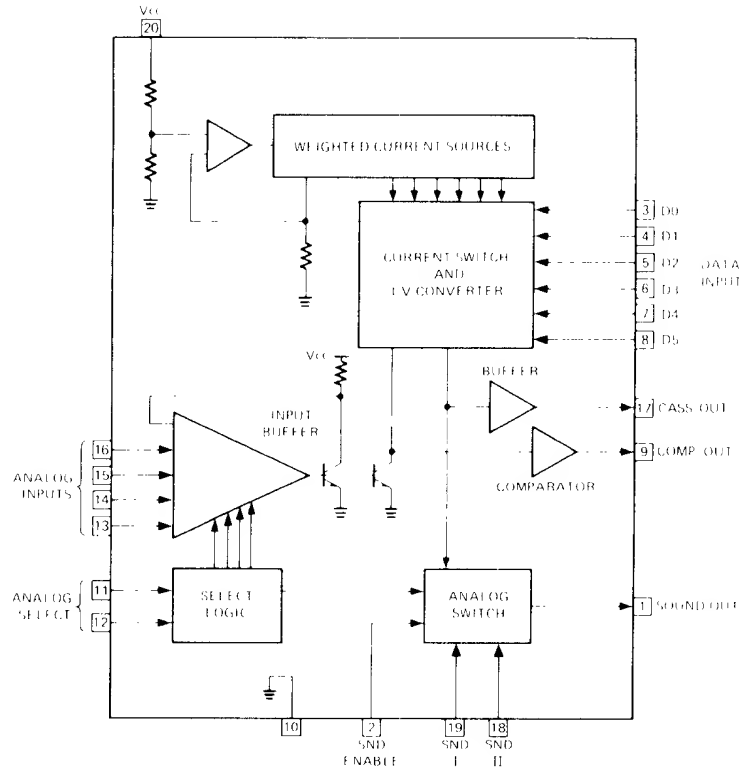 Vcc
20
WEIGHTED CURRENT SOURCES
CURRENT SWITCH
AND
I-V CONVERTER
3 D0
4 D1
5 D2
6 D3
7 D4
8 D5
DATA
INPUT
Vcc
BUFFER
INPUT
BUFFER
17 CASS OUT
9 COMP. OUT
COMPARATOR
16
15
14
13
ANALOG
INPUTS
11
12
ANALOG
SELECT
SELECT
LOGIC
ANALOG
SWITCH
1 SOUND OUT
10
2
SND
ENABLE
19
SND
I
18
SND
II